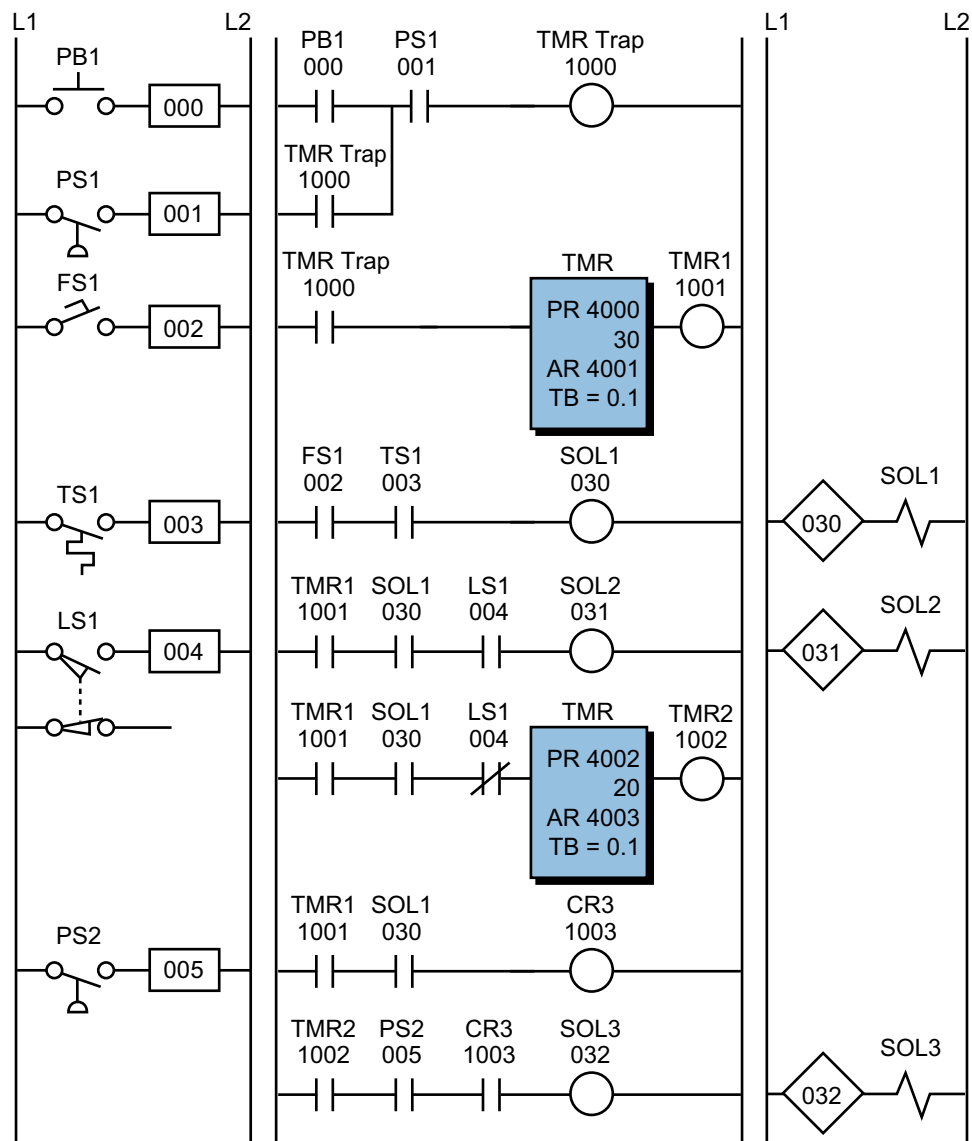 L1
L2
PB1
000
PS1
001
FS1
002
TS1
003
LS1
004
PS2
005
PB1
000
PS1
001
TMR Trap
1000
TMR Trap
1000
TMR Trap
1000
TMR
PR 4000
30
AR 4001
TB = 0.1
TMR1
1001
FS1
002
TS1
003
SOL1
030
TMR1
1001
SOL1
030
LS1
004
SOL2
031
TMR1
1001
SOL1
030
LS1
004
TMR
PR 4002
20
AR 4003
TB = 0.1
TMR2
1002
TMR1
1001
SOL1
030
CR3
1003
TMR2
1002
PS2
005
CR3
1003
SOL3
032
L1
L2
030
SOL1
031
SOL2
032
SOL3